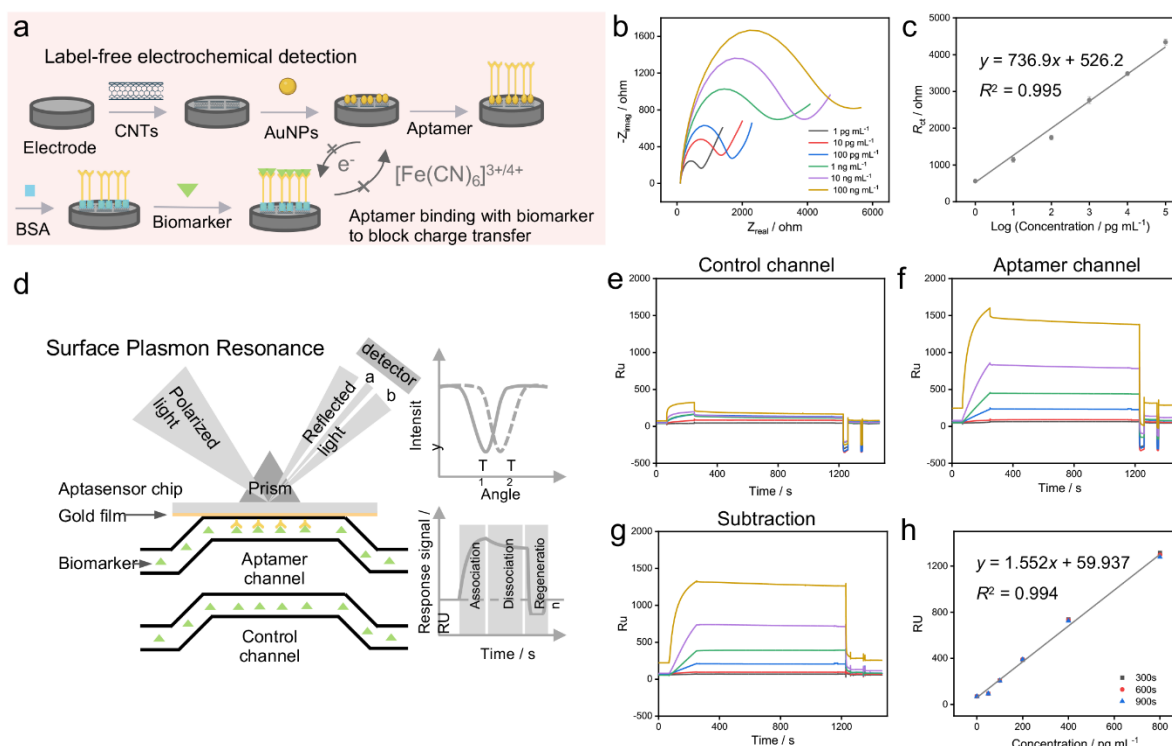 a
Label-free electrochemical detection
Electrode
CNTs
AuNPs
Aptamer
e-
[Fe(CN)6]3+/4+
BSA
Biomarker
Aptamer binding with biomarker
to block charge transfer
b
-Zimag / ohm
1600
1200
800
400
0
1 pg mL-1
10 pg mL-1
100 pg mL-1
1 ng mL-1
10 ng mL-1
100 ng mL-1
0 2000 4000 6000
Zreal / ohm
c
Rct / ohm
5000
4000
3000
2000
1000
0
y = 736.9x + 526.2
R2 = 0.995
0 1 2 3 4 5
Log (Concentration / pg mL-1)
d
Surface Plasmon Resonance
Polarized
light
Reflected
light
detector
a
b
Prism
Aptasensor chip
Gold film
Biomarker
Aptamer
channel
Control
channel
Intensit
y
T
1
T
2
Angle
Response signal /
RU
Association
Dissociation
Regeneratio
n
Time / s
e
Control channel
Ru
2000
1500
1000
500
0
-500
0 400 800 1200
Time / s
f
Aptamer channel
Ru
2000
1500
1000
500
0
-500
0 400 800 1200
Time / s
g
Subtraction
Ru
2000
1500
1000
500
0
-500
0 400 800 1200
Time / s
h
RU
1200
800
400
0
y = 1.552x + 59.937
R2 = 0.994
300s
600s
900s
0 200 400 600 800
Concentration / pg mL-1